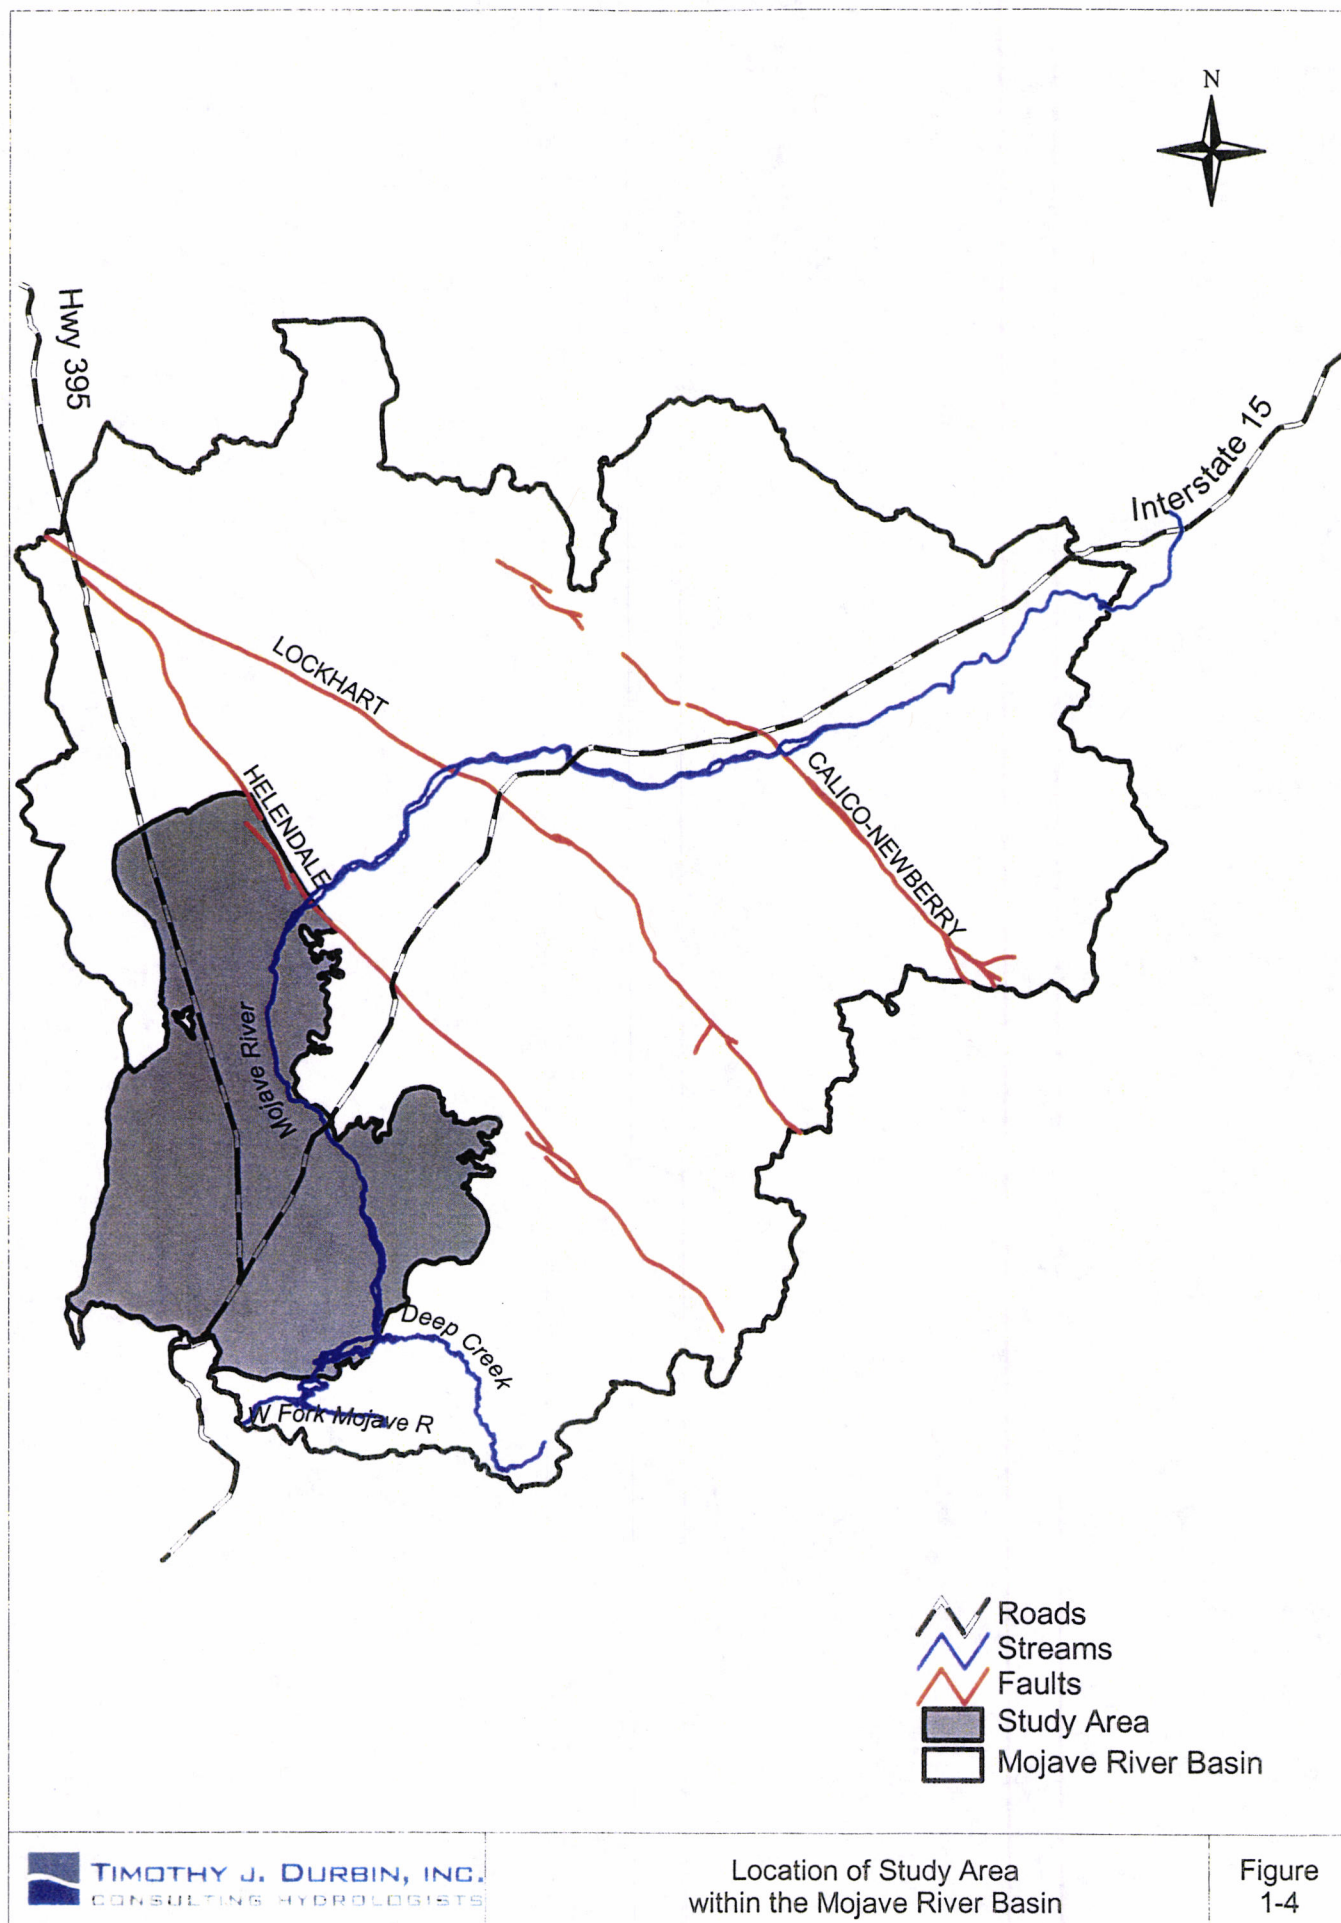 N
Hwy 395
Interstate 15
LOCKHART
HELENDALE
CALICO-NEWBERRY
Mojave River
Deep Creek
W Fork Mojave R
Roads
Streams
Faults
Study Area
Mojave River Basin
TIMOTHY J. DURBIN, INC.
CONSULTING HYDROLOGISTS
Location of Study Area
within the Mojave River Basin
Figure
1-4